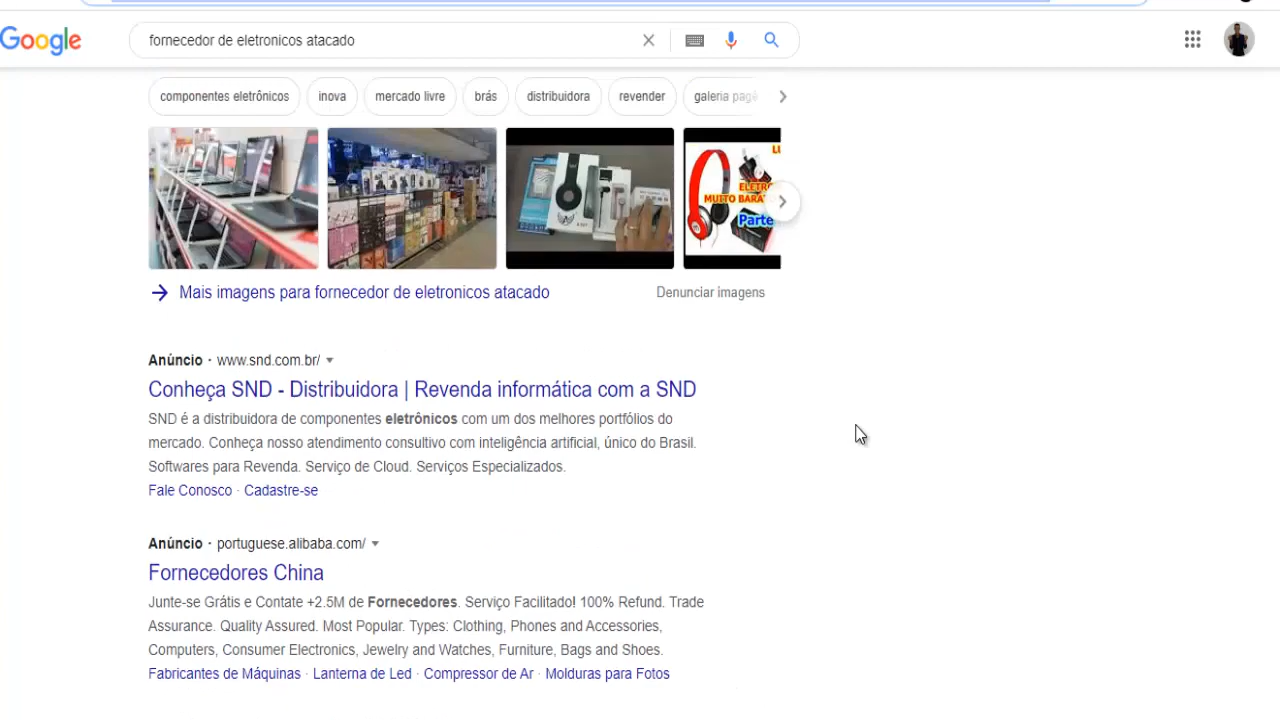 Google
fornecedor de eletronicos atacado
componentes eletrônicos
inova
mercado livre
brás
distribuidora
revender
galeria pagé
ELETRO
MUITO BARA
Parte
Mais imagens para fornecedor de eletronicos atacado
Denunciar imagens
Anúncio · www.snd.com.br/
Conheça SND - Distribuidora | Revenda informática com a SND
SND é a distribuidora de componentes eletrônicos com um dos melhores portfólios do
mercado. Conheça nosso atendimento consultivo com inteligência artificial, único do Brasil.
Softwares para Revenda. Serviço de Cloud. Serviços Especializados.
Fale Conosco · Cadastre-se
Anúncio · portuguese.alibaba.com/
Fornecedores China
Junte-se Grátis e Contate +2.5M de Fornecedores. Serviço Facilitado! 100% Refund. Trade
Assurance. Quality Assured. Most Popular. Types: Clothing, Phones and Accessories,
Computers, Consumer Electronics, Jewelry and Watches, Furniture, Bags and Shoes.
Fabricantes de Máquinas · Lanterna de Led · Compressor de Ar · Molduras para Fotos